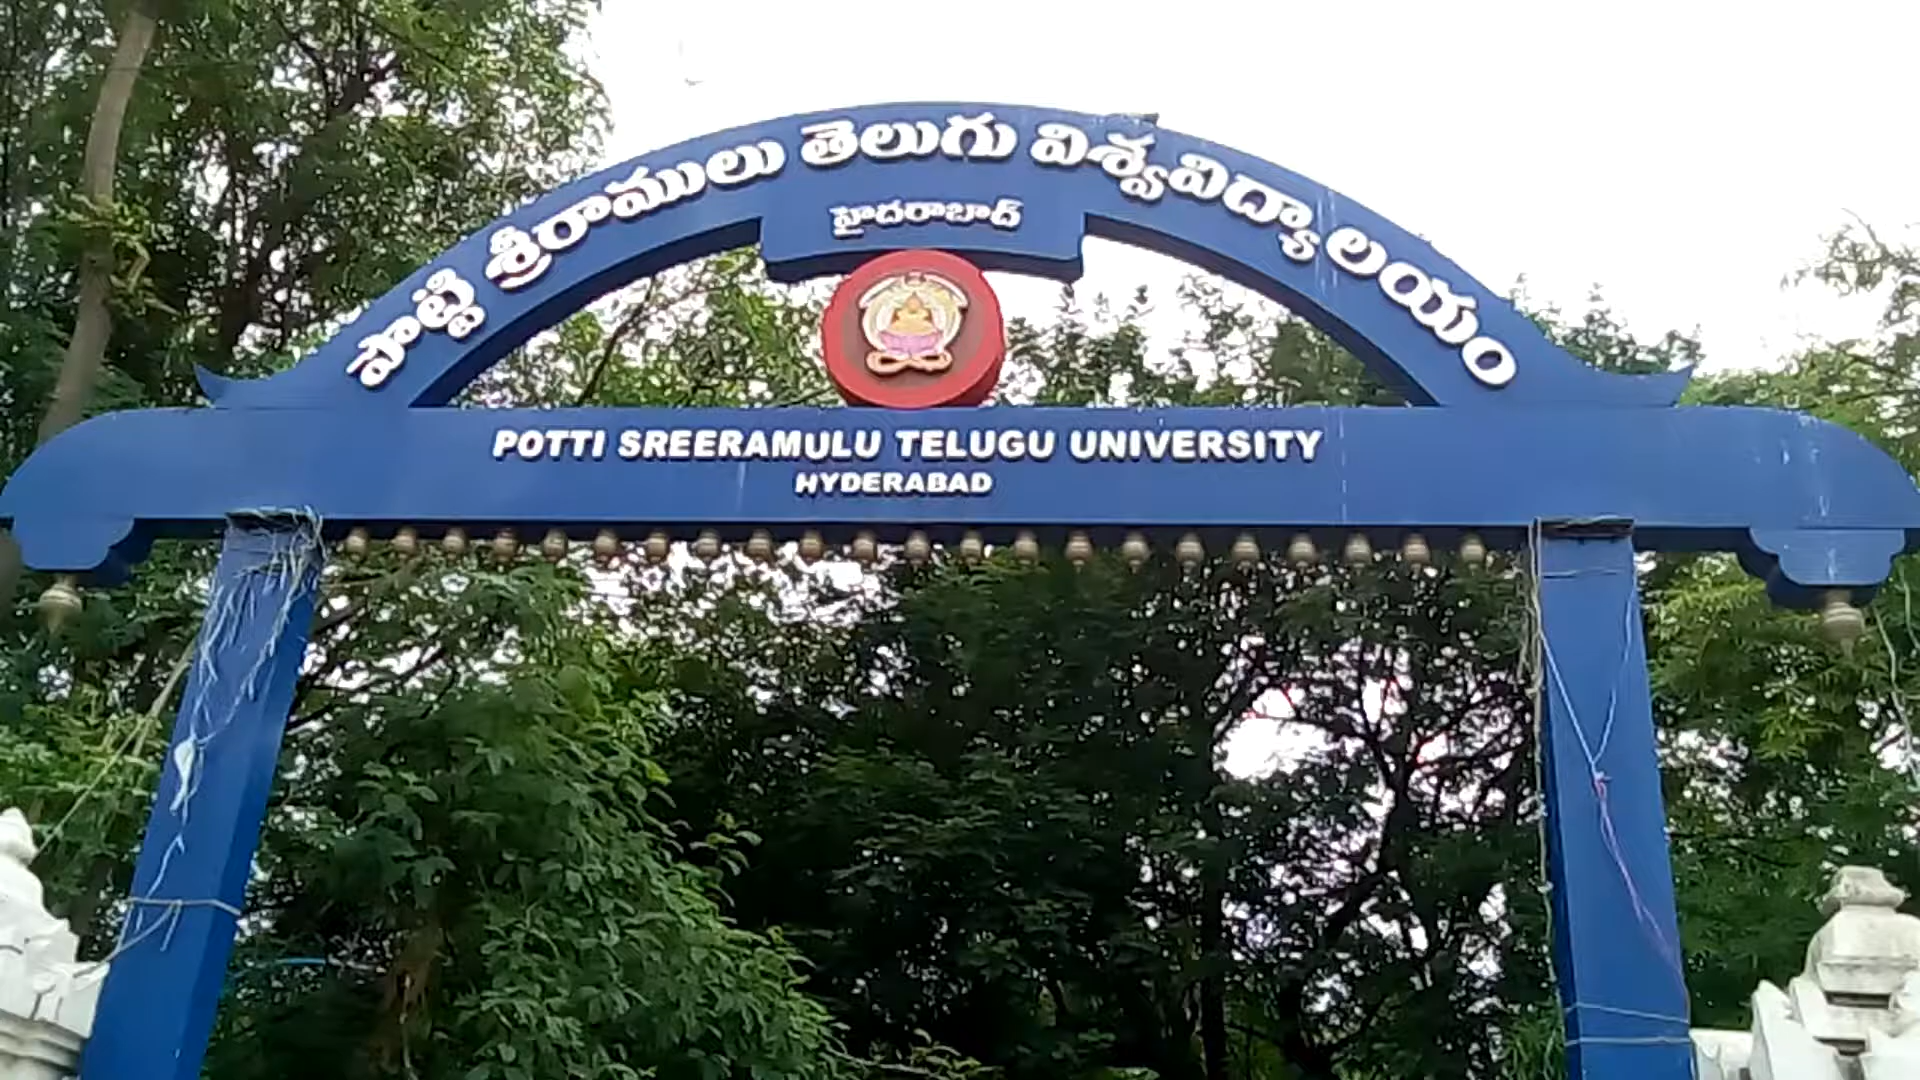 పొట్టి శ్రీరాములు తెలుగు విశ్వవిద్యాలయం
హైదరాబాద్
POTTI SREERAMULU TELUGU UNIVERSITY
HYDERABAD